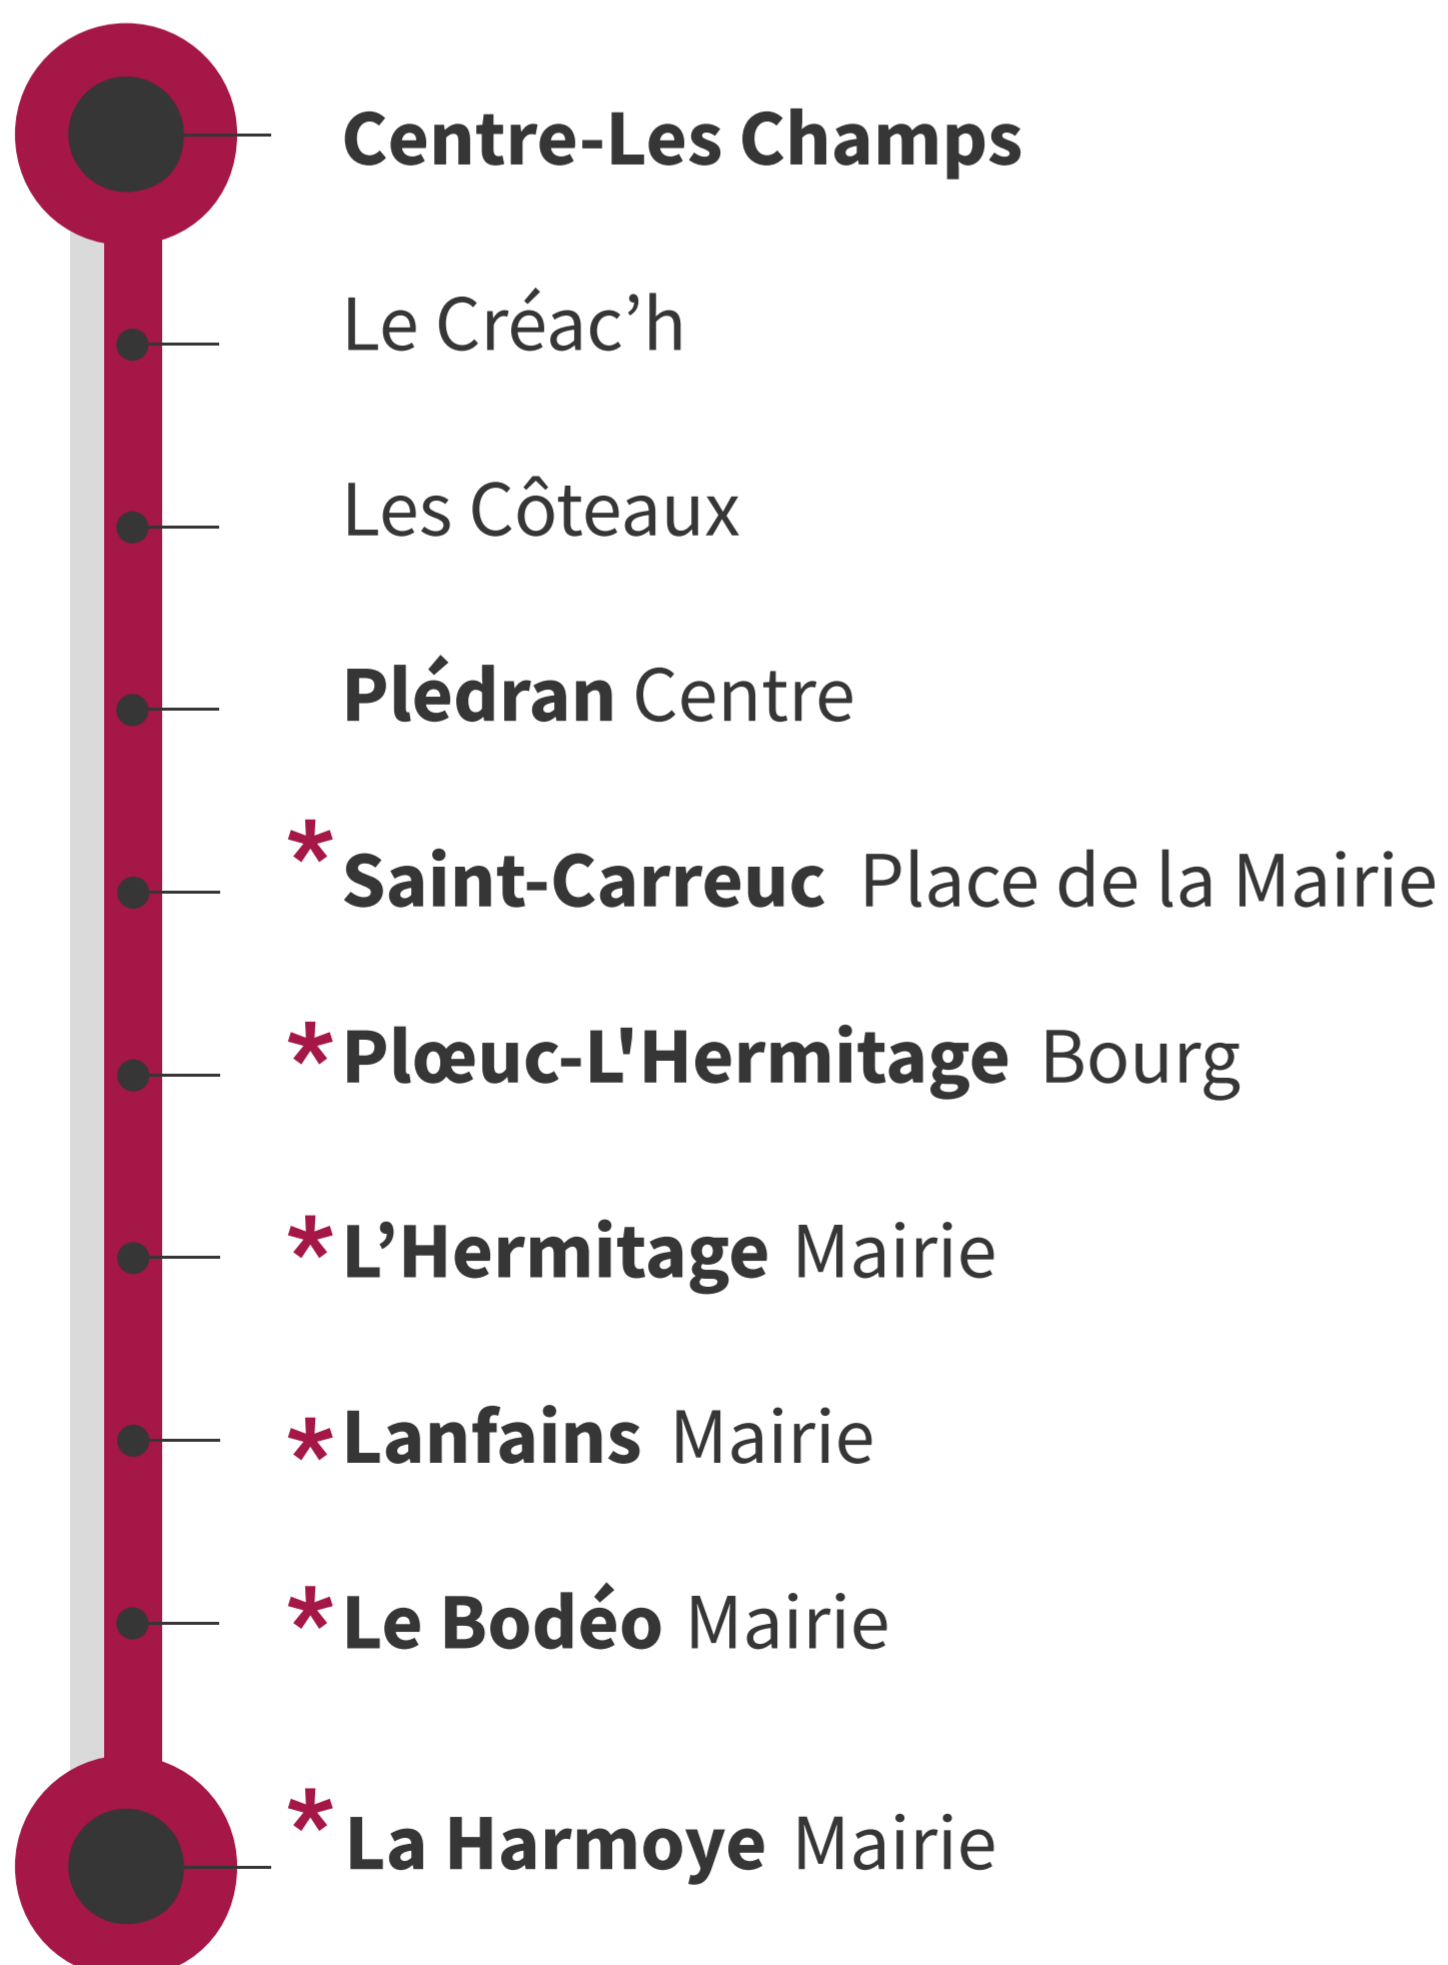 Centre-Les Champs
Le Créac’h
Les Côteaux
Plédran Centre
* Saint-Carreuc Place de la Mairie
* Plœuc-L'Hermitage Bourg
* L’Hermitage Mairie
* Lanfains Mairie
* Le Bodéo Mairie
* La Harmoye Mairie